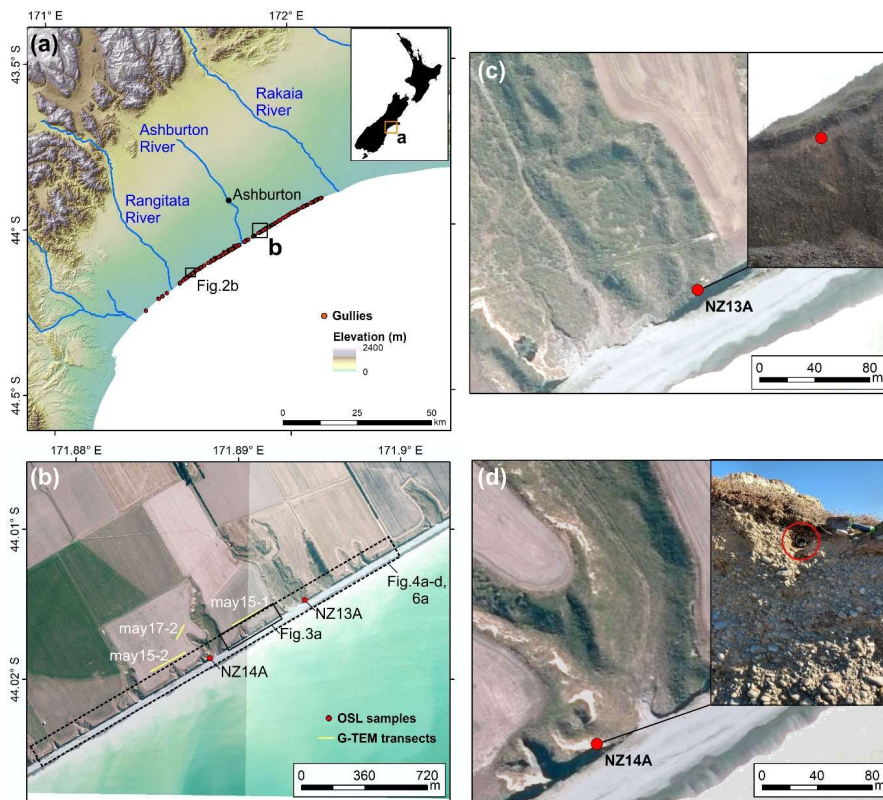 171° E
172° E
(a)
43.5° S
44° S
44.5° S
Rakaia
River
Ashburton
River
Rangitata
River
Ashburton
a
b
Fig.2b
Gullies
Elevation (m)
2400
0
0 25 50
km
(c)
NZ13A
0 40 80
m
171.88° E
171.89° E
171.9° E
(b)
44.01° S
44.02° S
may15-1
may17-2
may15-2
NZ13A
NZ14A
Fig.3a
Fig.4a-d,
6a
OSL samples
G-TEM transects
0 360 720
m
(d)
NZ14A
0 40 80
m